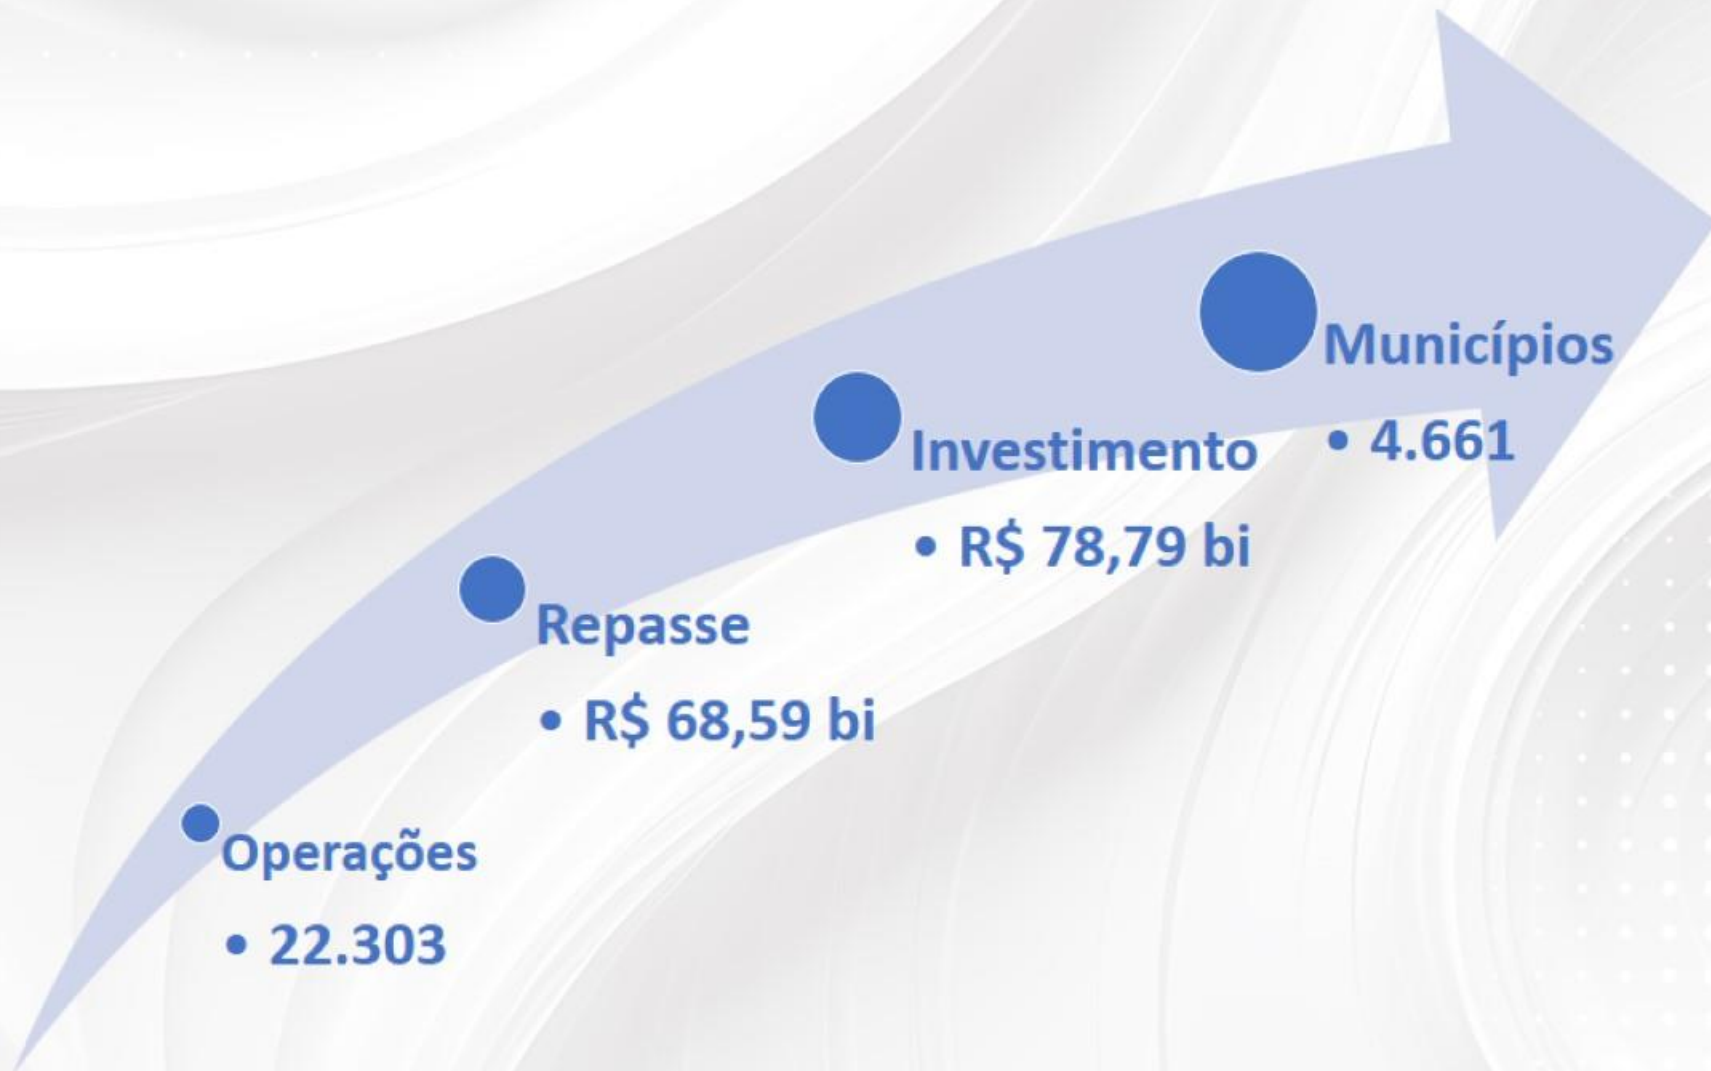 Operações
• 22.303
Repasse
• R$ 68,59 bi
Investimento
• R$ 78,79 bi
Municípios
• 4.661